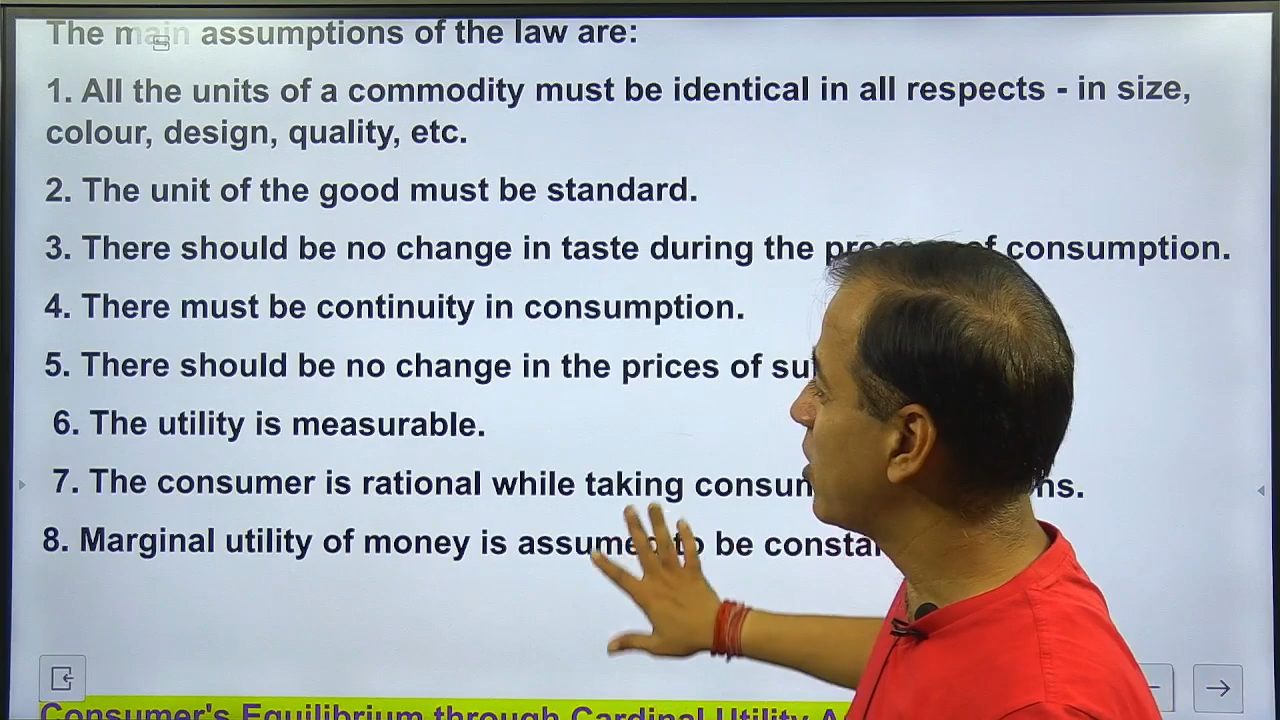 The main assumptions of the law are:
1. All the units of a commodity must be identical in all respects - in size,
colour, design, quality, etc.
2. The unit of the good must be standard.
3. There should be no change in taste during the of consumption.
4. There must be continuity in consumption.
5. There should be no change in the prices of
6. The utility is measurable.
7. The consumer is rational while taking
8. Marginal utility of money is assumed to be constant
Consumer's Equilibrium through Cardinal Utility